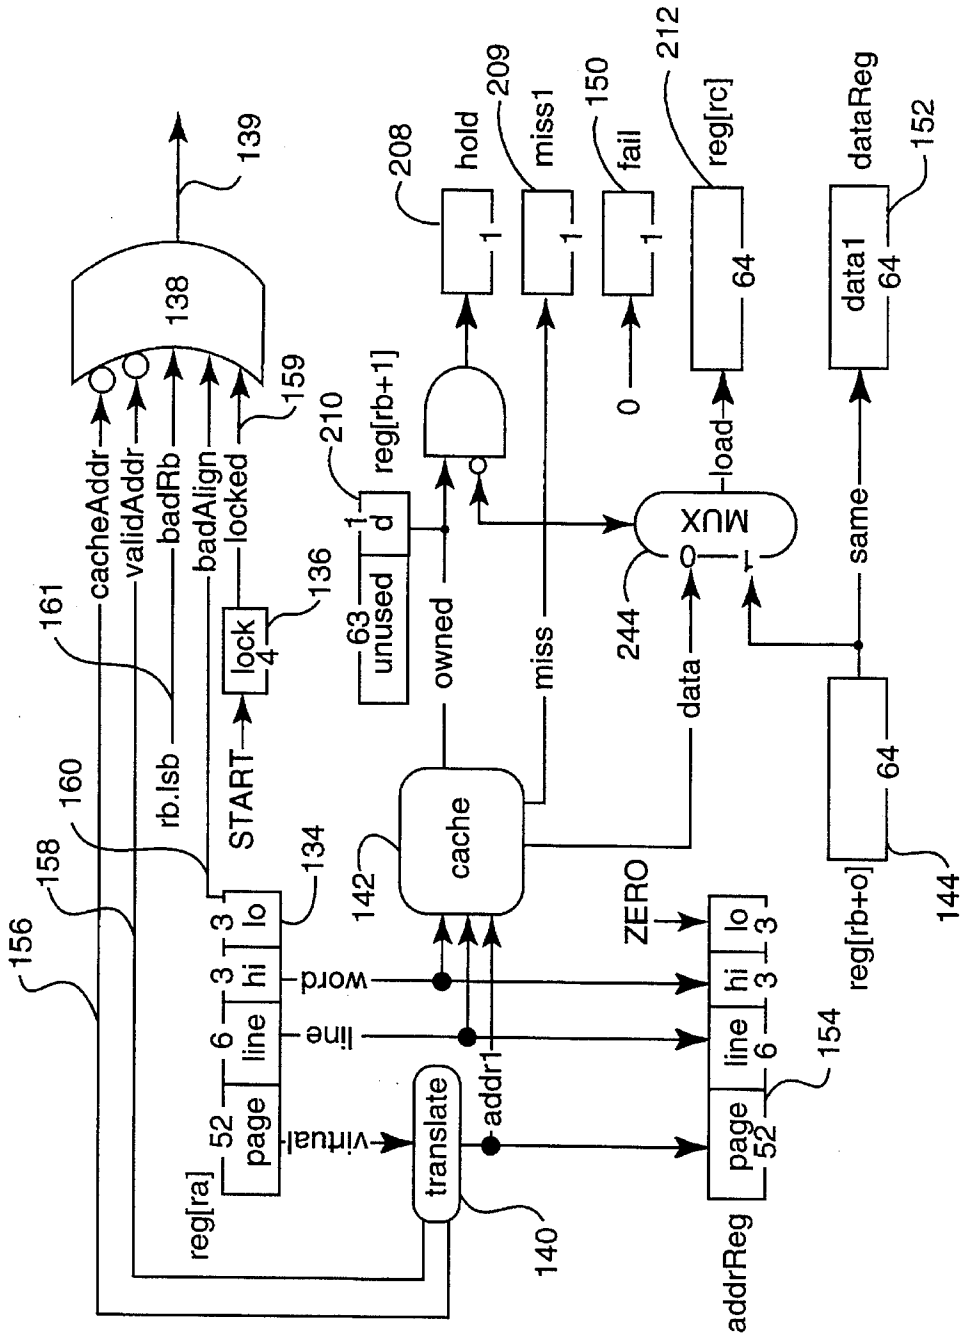 156
158
160
161
cacheAddr
validAddr
rb.lsb
badRb
badAlign
START
lock
4
locked
136
159
138
139
reg[ra]
52
6
3
3
page
line
hi
lo
134
virtual
line
word
translate
140
addr1
142
cache
owned
63
1
unused
d
210
reg[rb+1]
208
1
hold
miss
209
1
miss1
0
150
1
fail
data
244
0
1
MUX
load
212
64
reg[rc]
ZERO
addrReg
page
line
hi
lo
52
6
3
3
154
reg[rb+o]
64
144
same
data1
64
dataReg
152